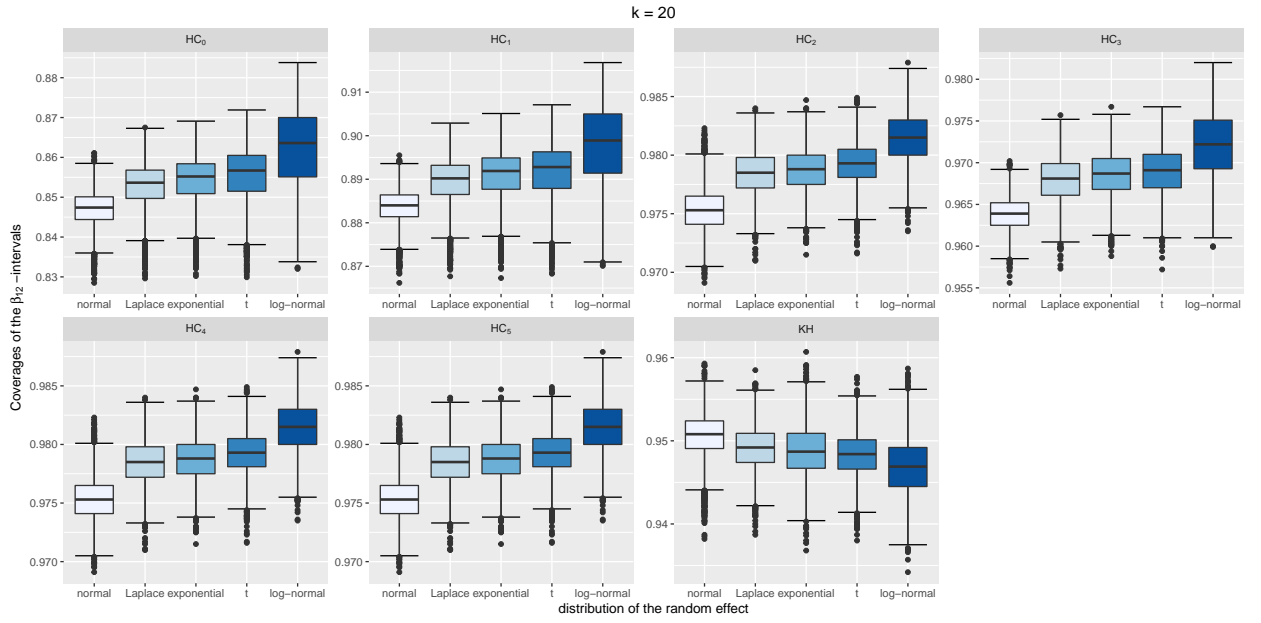 k = 20
Coverages of the β₁₂ −intervals
HC₀
0.88
0.87
0.86
0.85
0.84
0.83
normal Laplace exponential t log−normal
HC₁
0.91
0.90
0.89
0.88
0.87
normal Laplace exponential t log−normal
HC₂
0.985
0.980
0.975
0.970
normal Laplace exponential t log−normal
HC₃
0.980
0.975
0.970
0.965
0.960
0.955
normal Laplace exponential t log−normal
HC₄
0.985
0.980
0.975
0.970
normal Laplace exponential t log−normal
HC₅
0.985
0.980
0.975
0.970
normal Laplace exponential t log−normal
KH
0.96
0.95
0.94
normal Laplace exponential t log−normal
distribution of the random effect